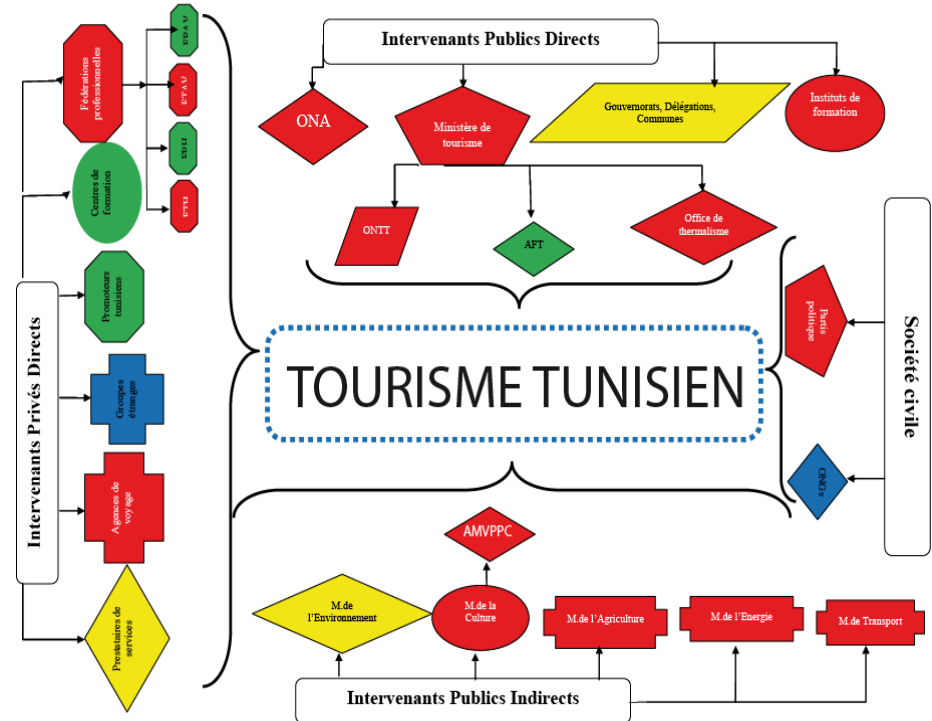 Intervenants Publics Directs
ONA
Ministère de
tourisme
Gouvernorats, Délégations,
Communes
Instituts de
formation
ONTT
AFT
Office de
thermalisme
Fédérations
professionnelles
Centres de
formation
Promoteurs
tunisiens
Groupes
étranges
Agences de
voyage
Prestataires de
services
Intervenants Privés Directs
TOURISME TUNISIEN
Partis
politique
ONGs
Société civile
AMVPPC
M.de
l'Environnement
M.de la
Culture
M.de l'Agriculture
M.de l'Energie
M.de Transport
Intervenants Publics Indirects